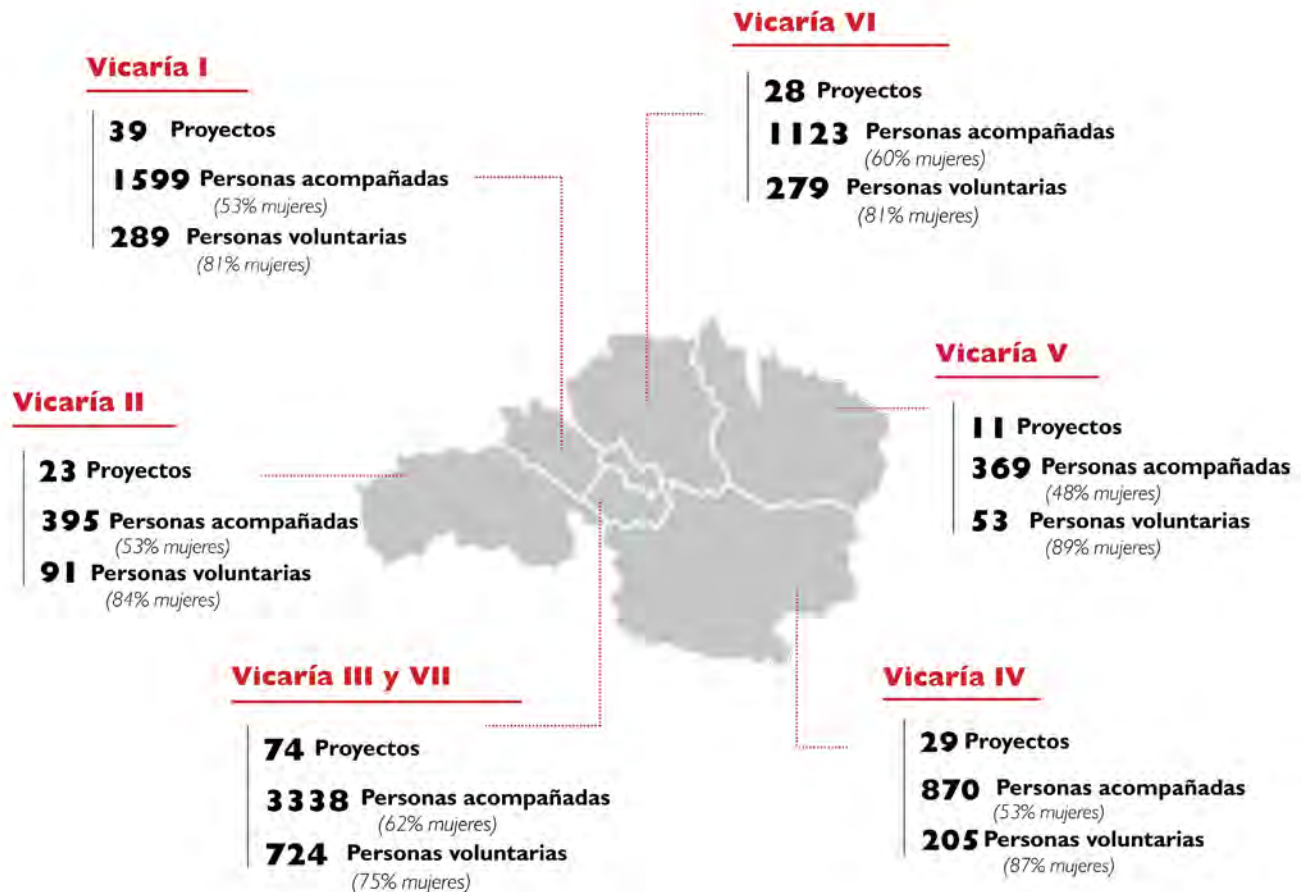 Vicaría I
39 Proyectos
1599 Personas acompañadas
(53% mujeres)
289 Personas voluntarias
(81% mujeres)
Vicaría VI
28 Proyectos
1123 Personas acompañadas
(60% mujeres)
279 Personas voluntarias
(81% mujeres)
Vicaría II
23 Proyectos
395 Personas acompañadas
(53% mujeres)
91 Personas voluntarias
(84% mujeres)
Vicaría V
11 Proyectos
369 Personas acompañadas
(48% mujeres)
53 Personas voluntarias
(89% mujeres)
Vicaría III y VII
74 Proyectos
3338 Personas acompañadas
(62% mujeres)
724 Personas voluntarias
(75% mujeres)
Vicaría IV
29 Proyectos
870 Personas acompañadas
(53% mujeres)
205 Personas voluntarias
(87% mujeres)